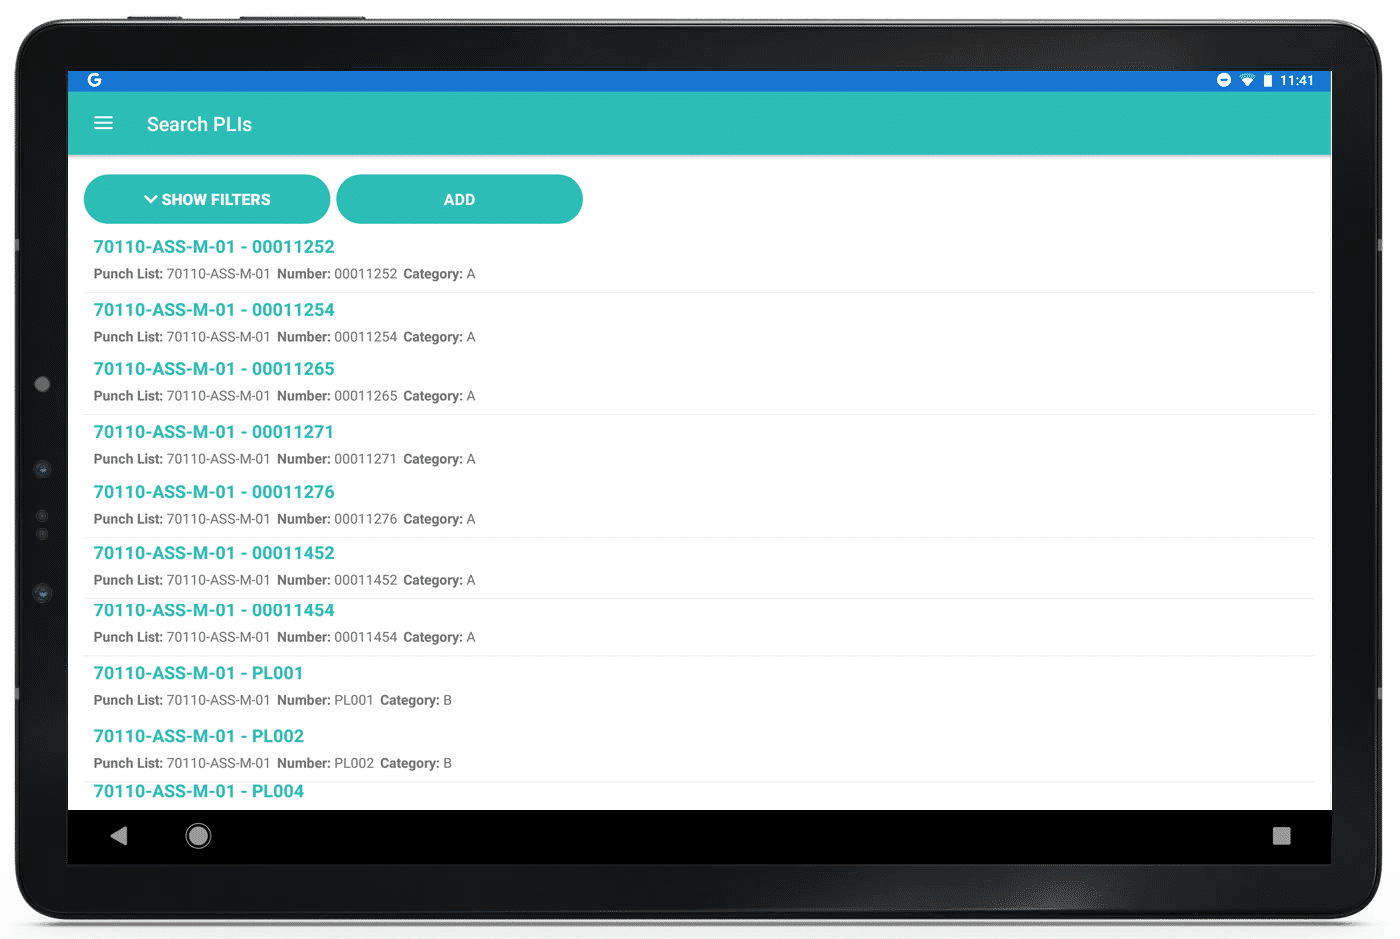 G 11:41
Search PLIs
SHOW FILTERS ADD
70110-ASS-M-01 - 00011252
Punch List: 70110-ASS-M-01 Number: 00011252 Category: A
70110-ASS-M-01 - 00011254
Punch List: 70110-ASS-M-01 Number: 00011254 Category: A
70110-ASS-M-01 - 00011265
Punch List: 70110-ASS-M-01 Number: 00011265 Category: A
70110-ASS-M-01 - 00011271
Punch List: 70110-ASS-M-01 Number: 00011271 Category: A
70110-ASS-M-01 - 00011276
Punch List: 70110-ASS-M-01 Number: 00011276 Category: A
70110-ASS-M-01 - 00011452
Punch List: 70110-ASS-M-01 Number: 00011452 Category: A
70110-ASS-M-01 - 00011454
Punch List: 70110-ASS-M-01 Number: 00011454 Category: A
70110-ASS-M-01 - PL001
Punch List: 70110-ASS-M-01 Number: PL001 Category: B
70110-ASS-M-01 - PL002
Punch List: 70110-ASS-M-01 Number: PL002 Category: B
70110-ASS-M-01 - PL004